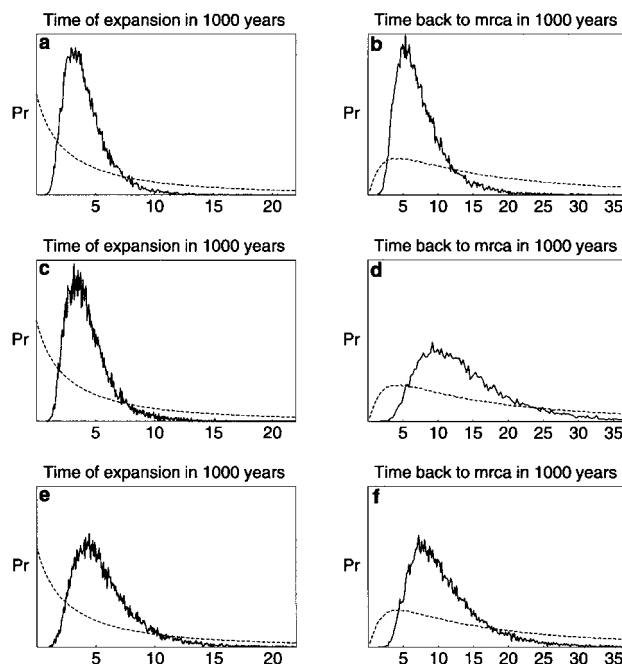 Time of expansion in 1000 years
Time back to mrca in 1000 years
a
b
Pr
Pr
5 10 15 20
5 10 15 20 25 30 35
Time of expansion in 1000 years
Time back to mrca in 1000 years
c
d
Pr
Pr
5 10 15 20
5 10 15 20 25 30 35
Time of expansion in 1000 years
Time back to mrca in 1000 years
e
f
Pr
Pr
5 10 15 20
5 10 15 20 25 30 35